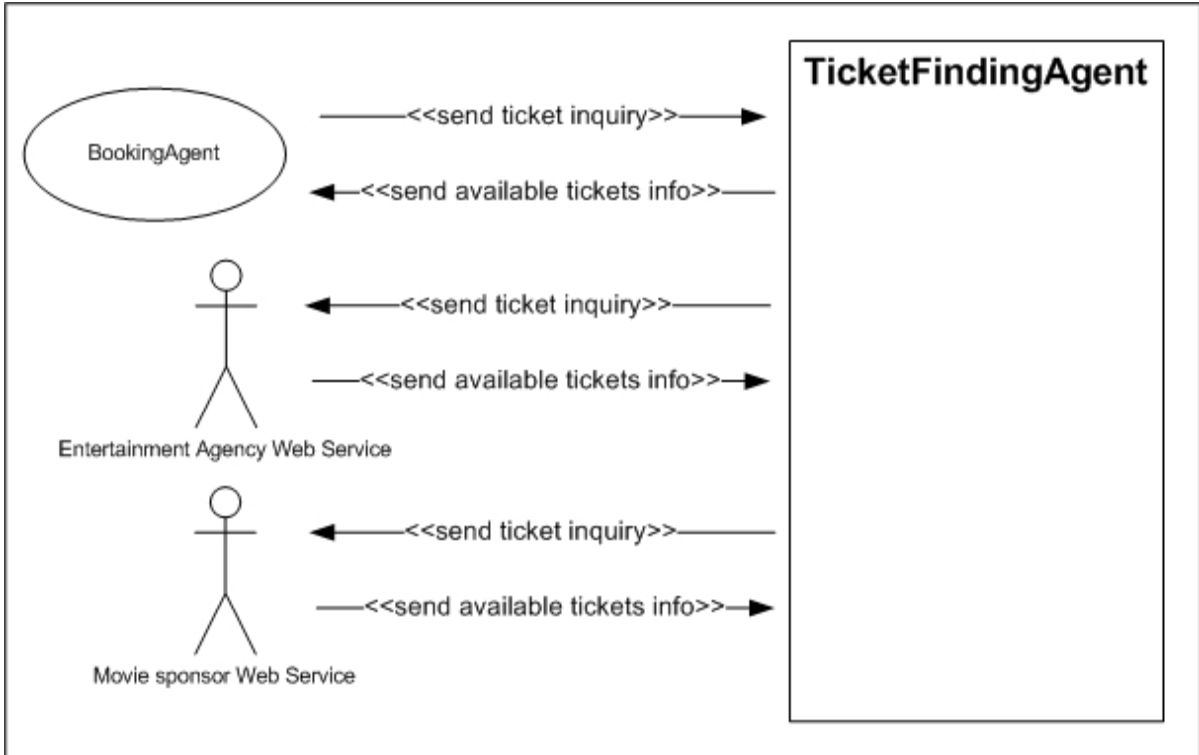 TicketFindingAgent
<<send ticket inquiry>>
BookingAgent
<<send available tickets info>>
<<send ticket inquiry>>
<<send available tickets info>>
Entertainment Agency Web Service
<<send ticket inquiry>>
<<send available tickets info>>
Movie sponsor Web Service